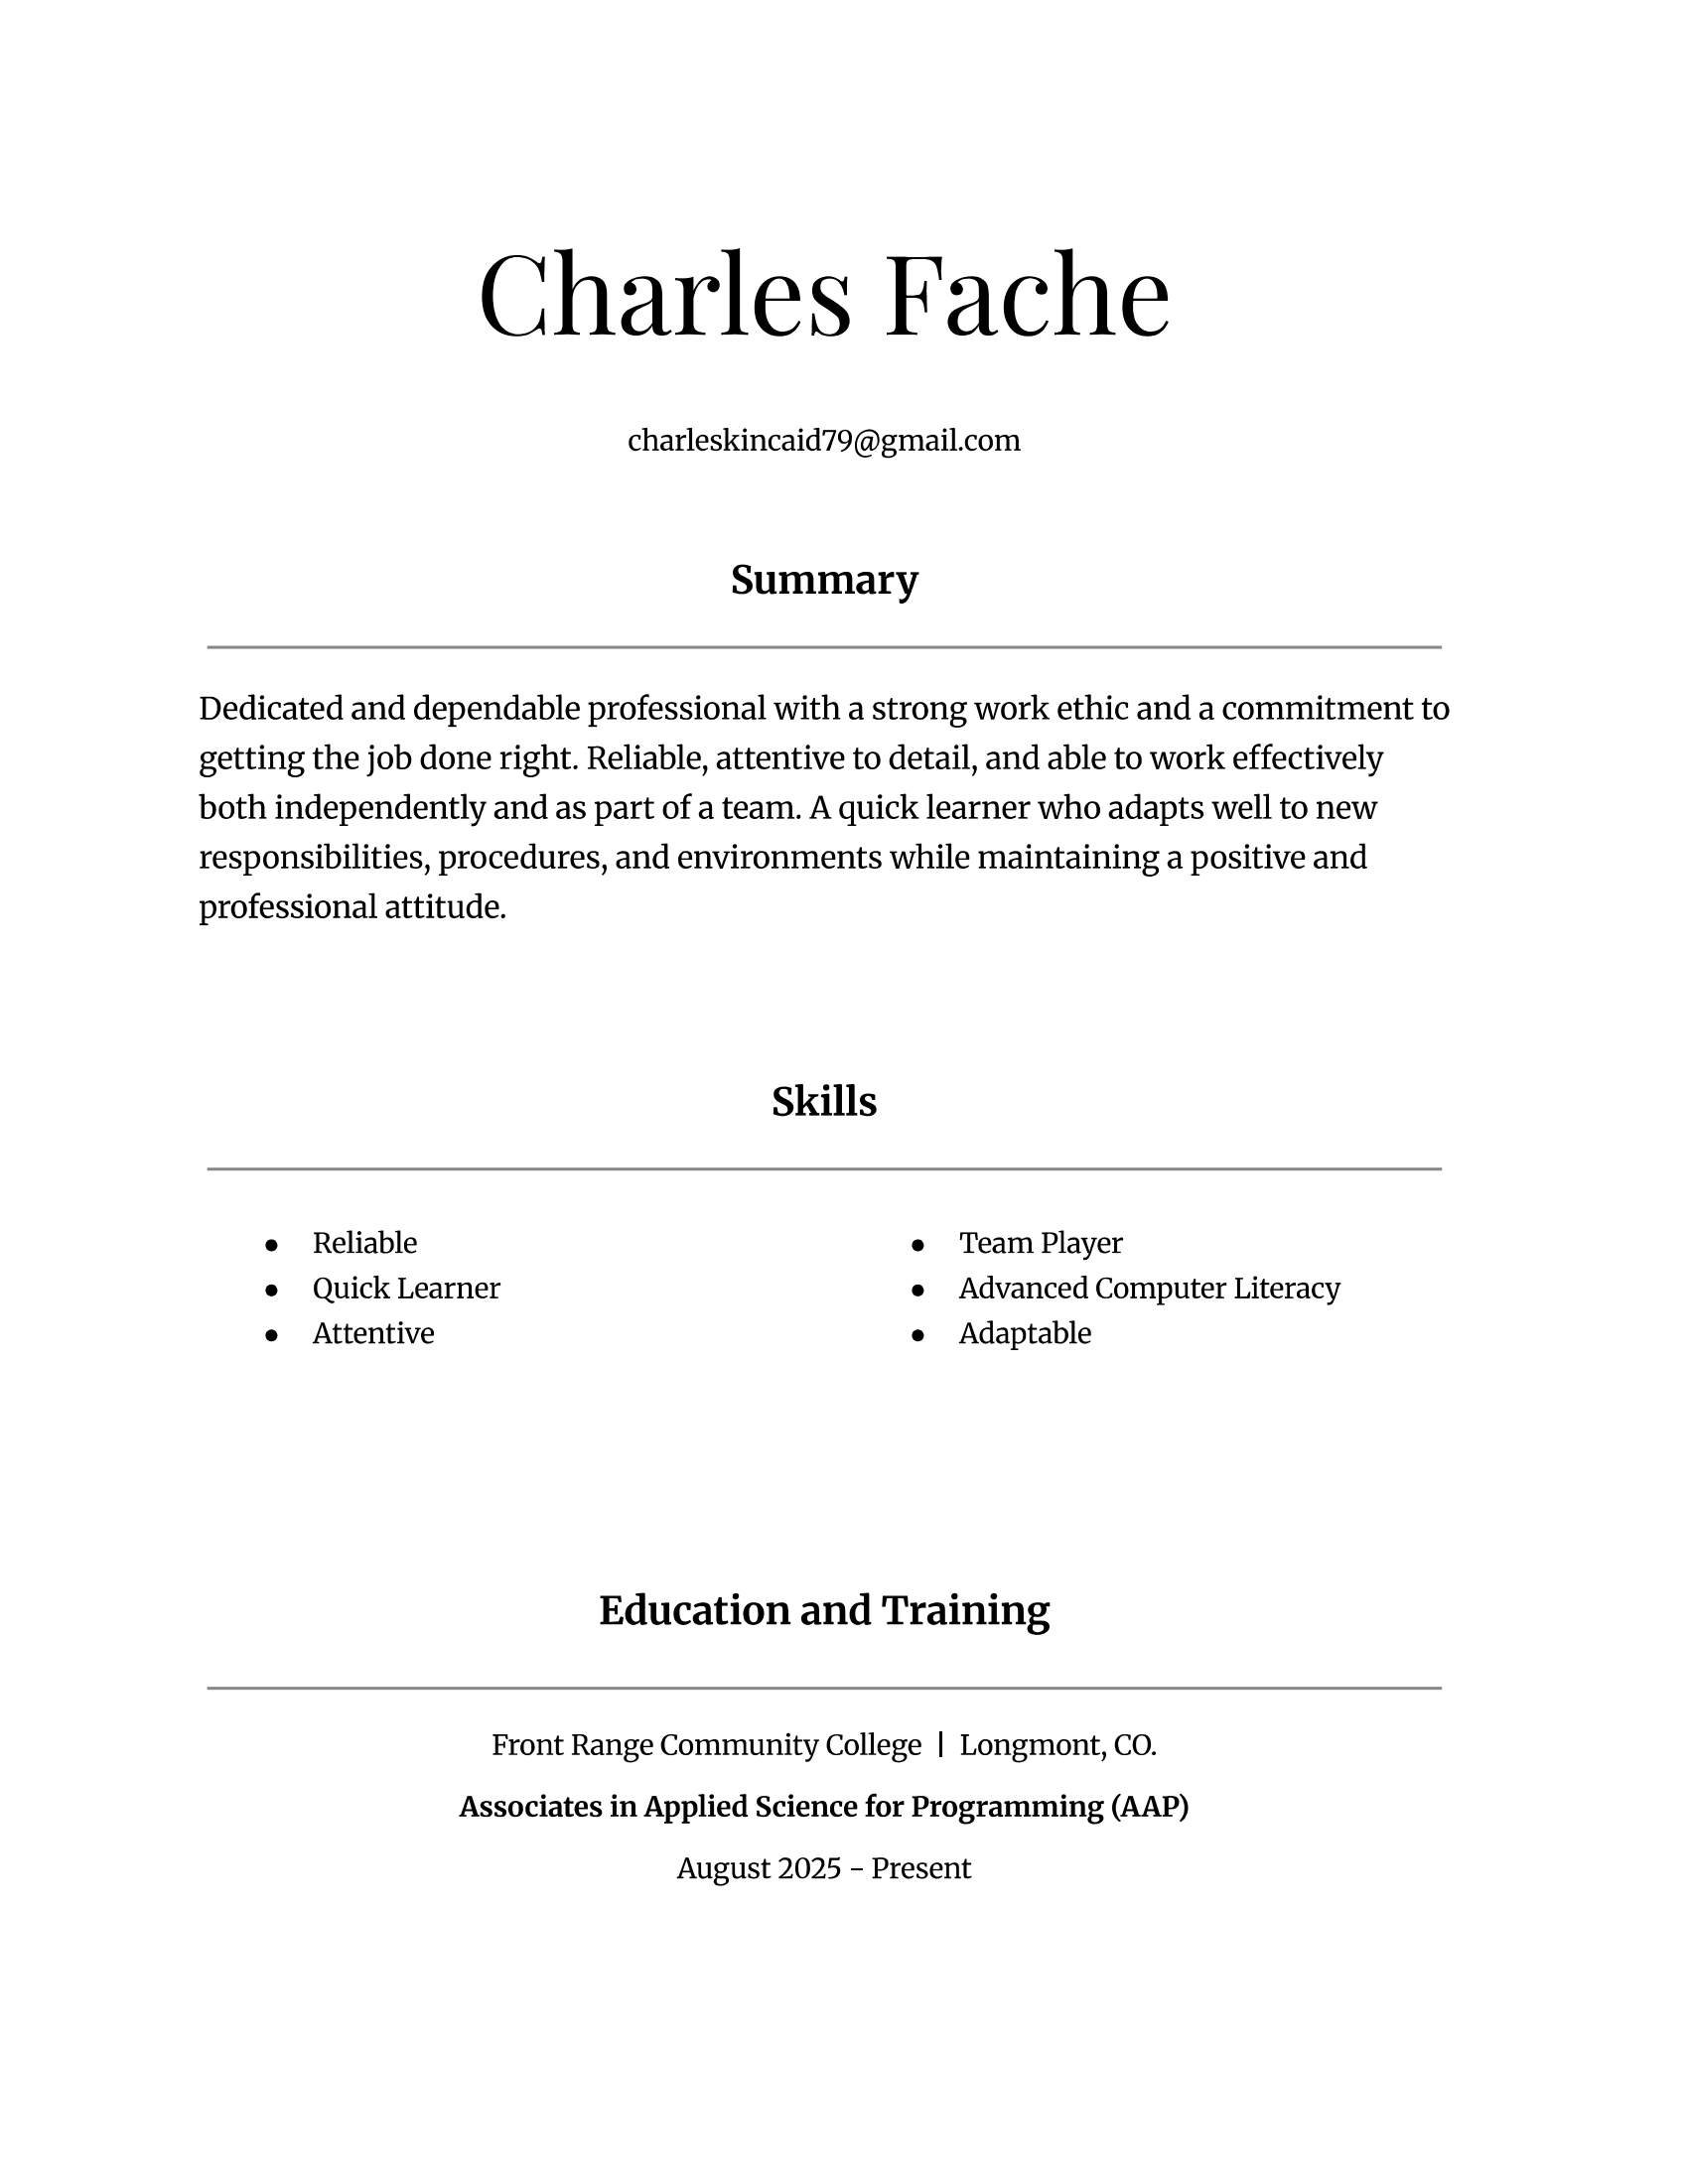 Charles Fache
charleskincaid79@gmail.com
Summary
Dedicated and dependable professional with a strong work ethic and a commitment to
getting the job done right. Reliable, attentive to detail, and able to work effectively
both independently and as part of a team. A quick learner who adapts well to new
responsibilities, procedures, and environments while maintaining a positive and
professional attitude.
Skills
● Reliable
● Quick Learner
● Attentive
● Team Player
● Advanced Computer Literacy
● Adaptable
Education and Training
Front Range Community College | Longmont, CO.
Associates in Applied Science for Programming (AAP)
August 2025 – Present